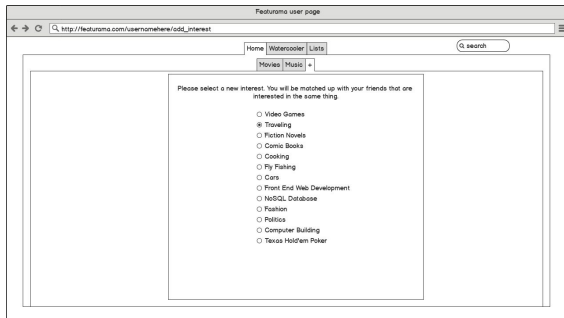 Featurama user page
http://featurama.com/usernamehere/add_interest
Home Watercooler Lists
search
Movies Music +
Please select a new interest. You will be matched up with your friends that are
interested in the same thing.
Video Games
Traveling
Fiction Novels
Comic Books
Cooking
Fly Fishing
Cars
Front End Web Development
NoSQL Database
Fashion
Politics
Computer Building
Texas Hold'em Poker